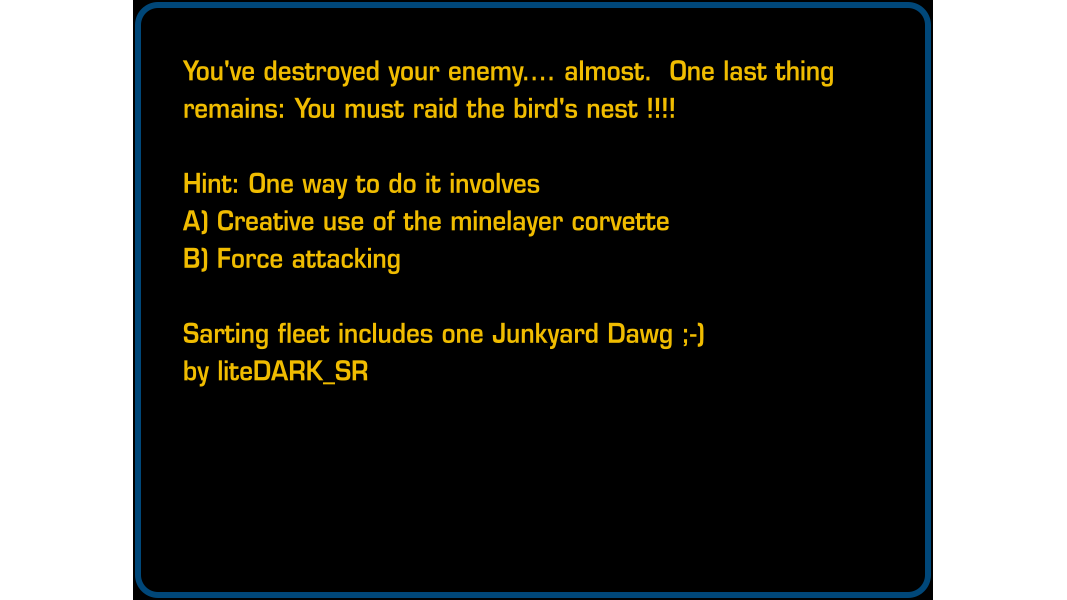 You've destroyed your enemy.... almost.  One last thing
remains: You must raid the bird's nest !!!!
Hint: One way to do it involves
A) Creative use of the minelayer corvette
B) Force attacking
Sarting fleet includes one Junkyard Dawg ;-)
by liteDARK_SR